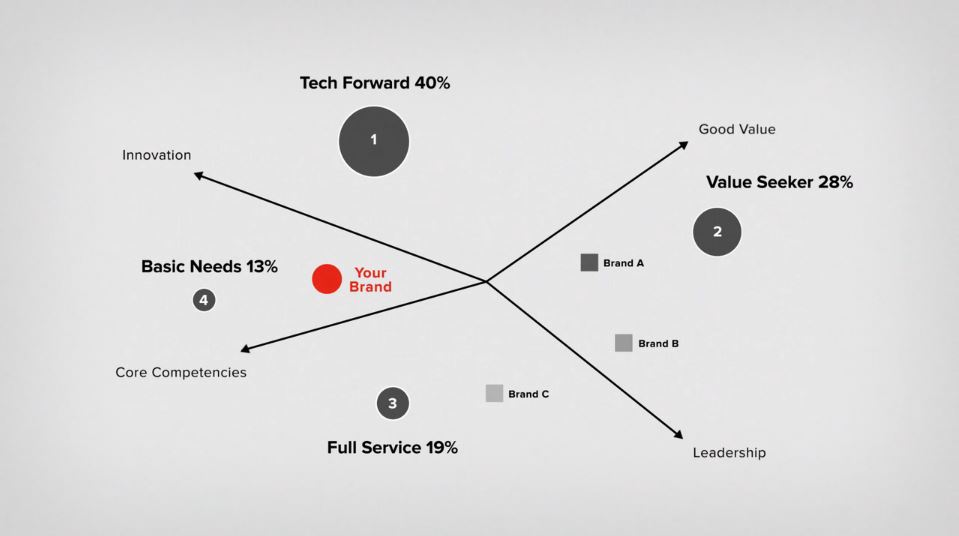 Tech Forward 40%
1
Good Value
Innovation
Value Seeker 28%
2
Basic Needs 13%
4
Your
Brand
Brand A
Brand B
Core Competencies
3
Brand C
Full Service 19%
Leadership